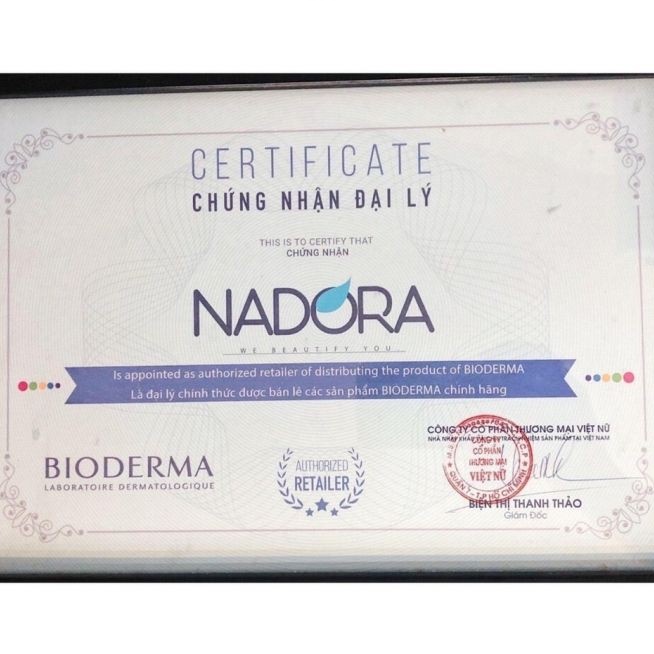 CERTIFICATE
CHỨNG NHẬN ĐẠI LÝ
THIS IS TO CERTIFY THAT
CHỨNG NHẬN
NADORA
WE BEAUTIFY YOU
Is appointed as authorized retailer of distributing the product of BIODERMA
Là đại lý chính thức được bán lẻ các sản phẩm BIODERMA chính hãng
BIODERMA
LABORATOIRE DERMATOLOGIQUE
AUTHORIZED
RETAILER
CÔNG TY CỔ PHẦN THƯƠNG MẠI VIỆT NỮ
NHÀ NHẬP KHẨU VÀ CHỊU TRÁCH NHIỆM SẢN PHẨM TẠI VIỆT NAM
CỔ PHẦN
THƯƠNG MẠI
VIỆT NỮ
QUẬN 1 - T.P HỒ CHÍ MINH
BIỆN THỊ THANH THẢO
Giám Đốc